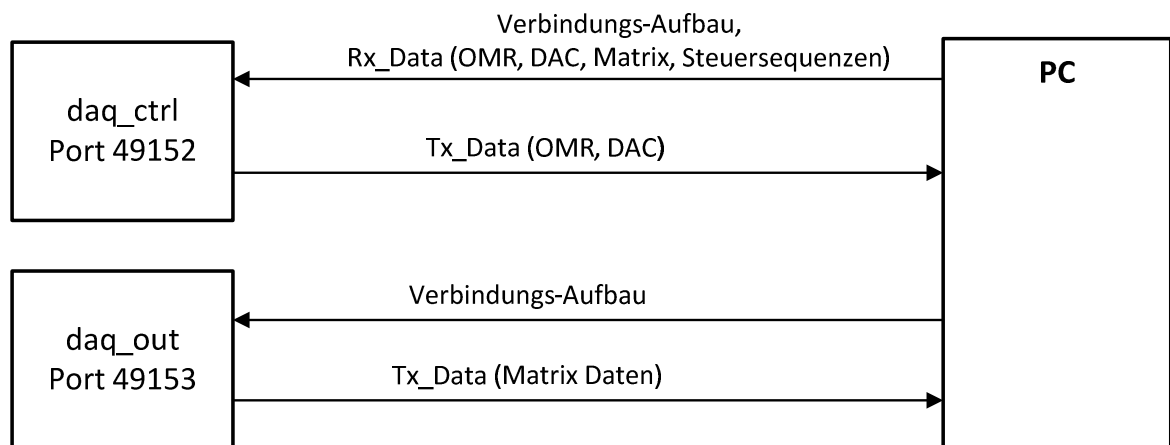 Verbindungs-Aufbau,
Rx_Data (OMR, DAC, Matrix, Steuersequenzen)
PC
daq_ctrl
Port 49152
Tx_Data (OMR, DAC)
Verbindungs-Aufbau
daq_out
Port 49153
Tx_Data (Matrix Daten)